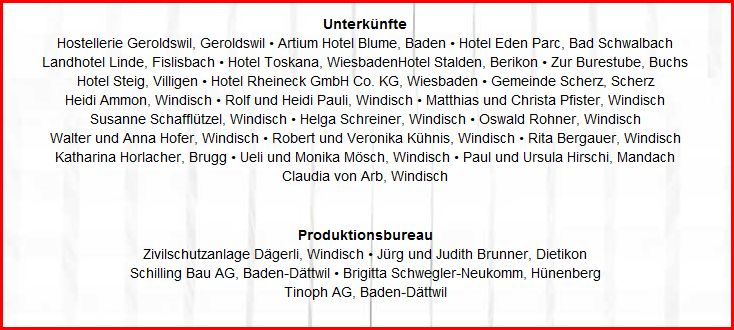 Unterkünfte
Hostellerie Geroldswil, Geroldswil • Artium Hotel Blume, Baden • Hotel Eden Parc, Bad Schwalbach
Landhotel Linde, Fislisbach • Hotel Toskana, WiesbadenHotel Stalden, Berikon • Zur Burestube, Buchs
Hotel Steig, Villigen • Hotel Rheineck GmbH Co. KG, Wiesbaden • Gemeinde Scherz, Scherz
Heidi Ammon, Windisch • Rolf und Heidi Pauli, Windisch • Matthias und Christa Pfister, Windisch
Susanne Schafflützel, Windisch • Helga Schreiner, Windisch • Oswald Rohner, Windisch
Walter und Anna Hofer, Windisch • Robert und Veronika Kühnis, Windisch • Rita Bergauer, Windisch
Katharina Horlacher, Brugg • Ueli und Monika Mösch, Windisch • Paul und Ursula Hirschi, Mandach
Claudia von Arb, Windisch
Produktionsbureau
Zivilschutzanlage Dägerli, Windisch • Jürg und Judith Brunner, Dietikon
Schilling Bau AG, Baden-Dättwil • Brigitta Schwegler-Neukomm, Hünenberg
Tinoph AG, Baden-Dättwil